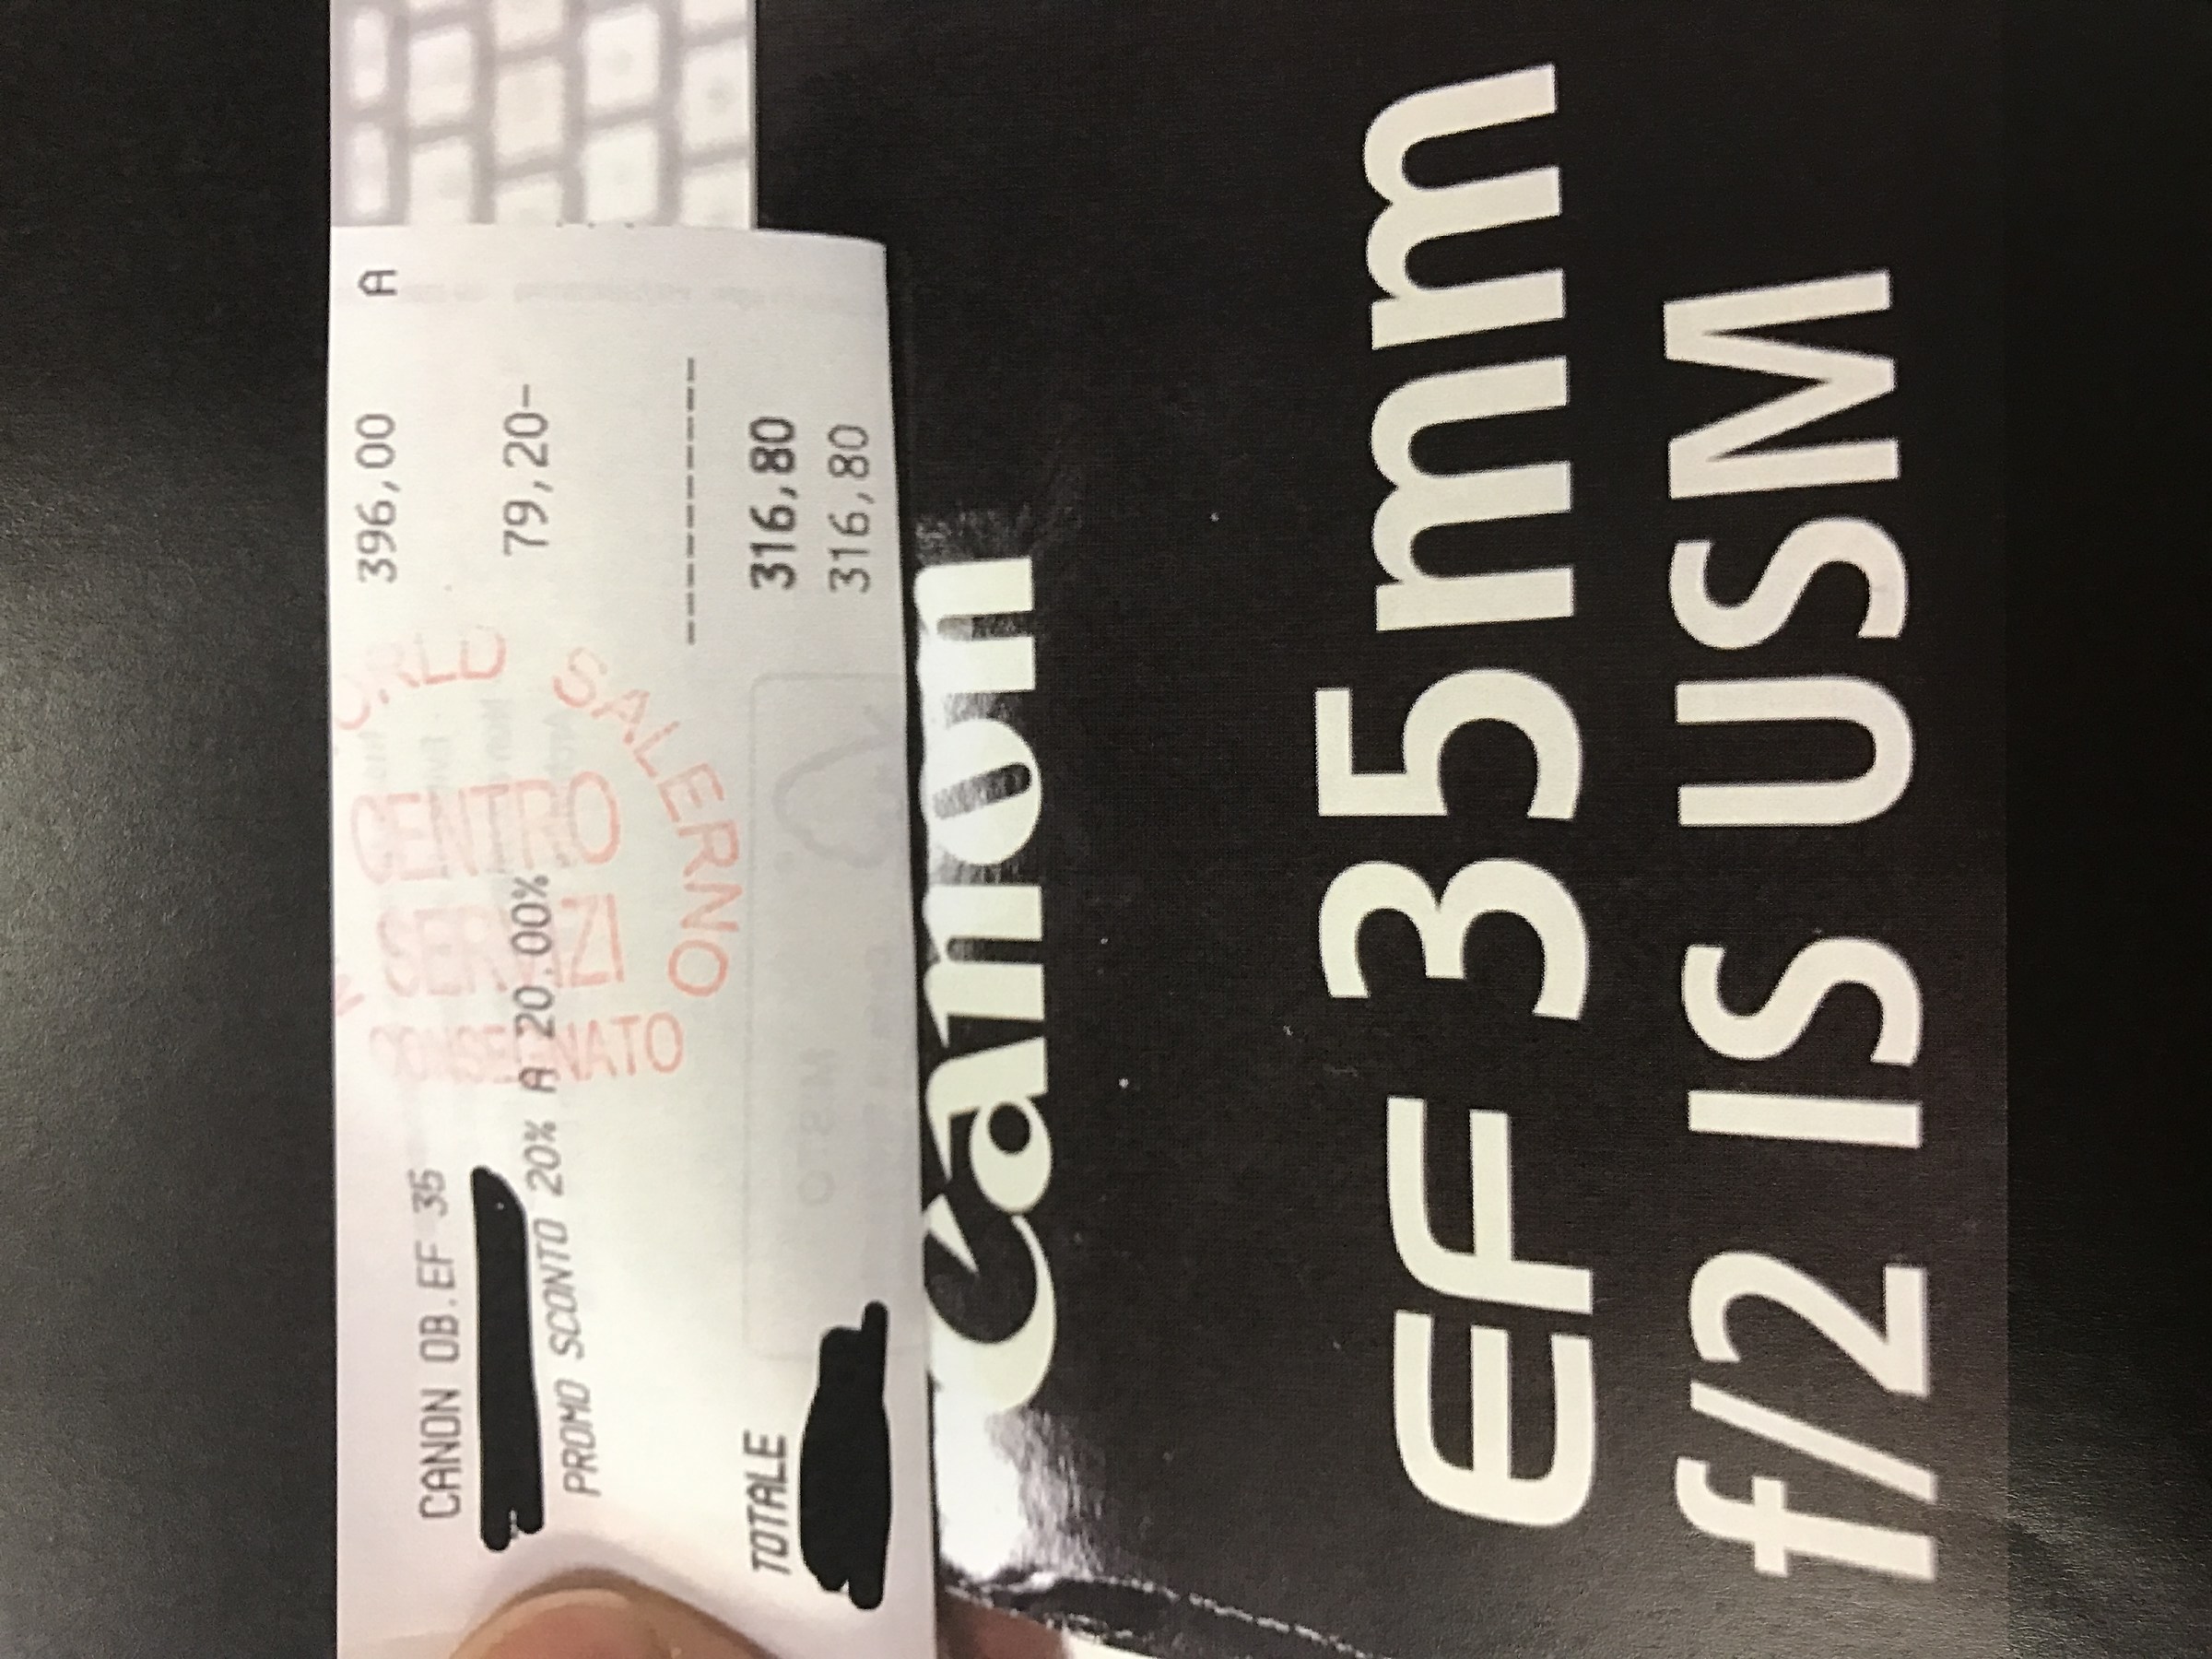 396,00 A
CANON OB.EF 35
PROMO SCONTO 20% A 20.00% 79,20-
-----------
TOTALE 316,80
316,80
CENTRO
SERVIZI
CONSEGNATO
SALERNO
Canon
EF 35mm
f/2 IS USM